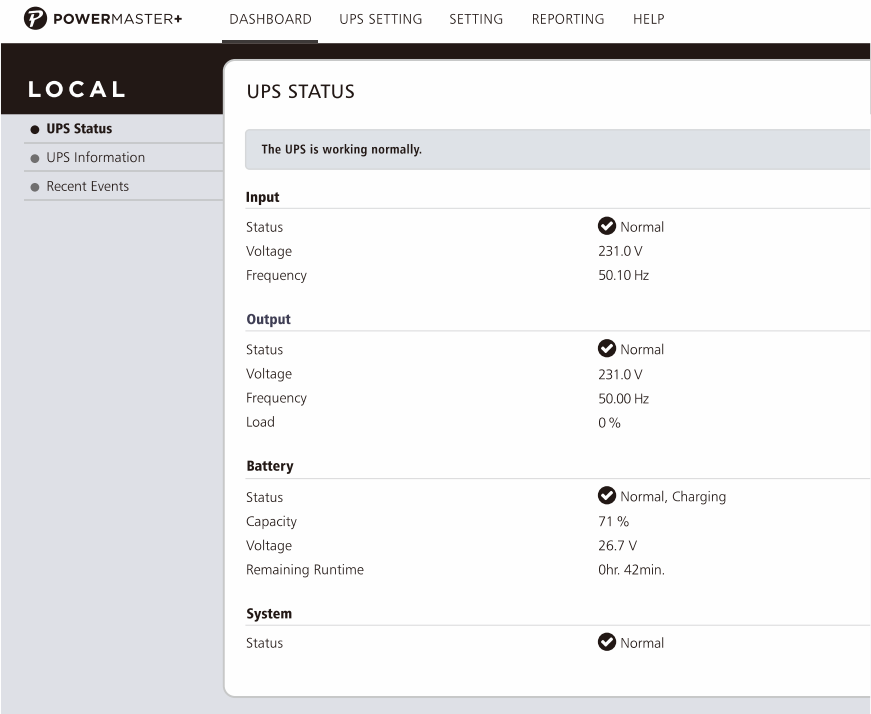 POWERMASTER+ DASHBOARD UPS SETTING SETTING REPORTING HELP
LOCAL
UPS Status
UPS Information
Recent Events
UPS STATUS
The UPS is working normally.
Input
Status Normal
Voltage 231.0 V
Frequency 50.10 Hz
Output
Status Normal
Voltage 231.0 V
Frequency 50.00 Hz
Load 0 %
Battery
Status Normal, Charging
Capacity 71 %
Voltage 26.7 V
Remaining Runtime 0hr. 42min.
System
Status Normal